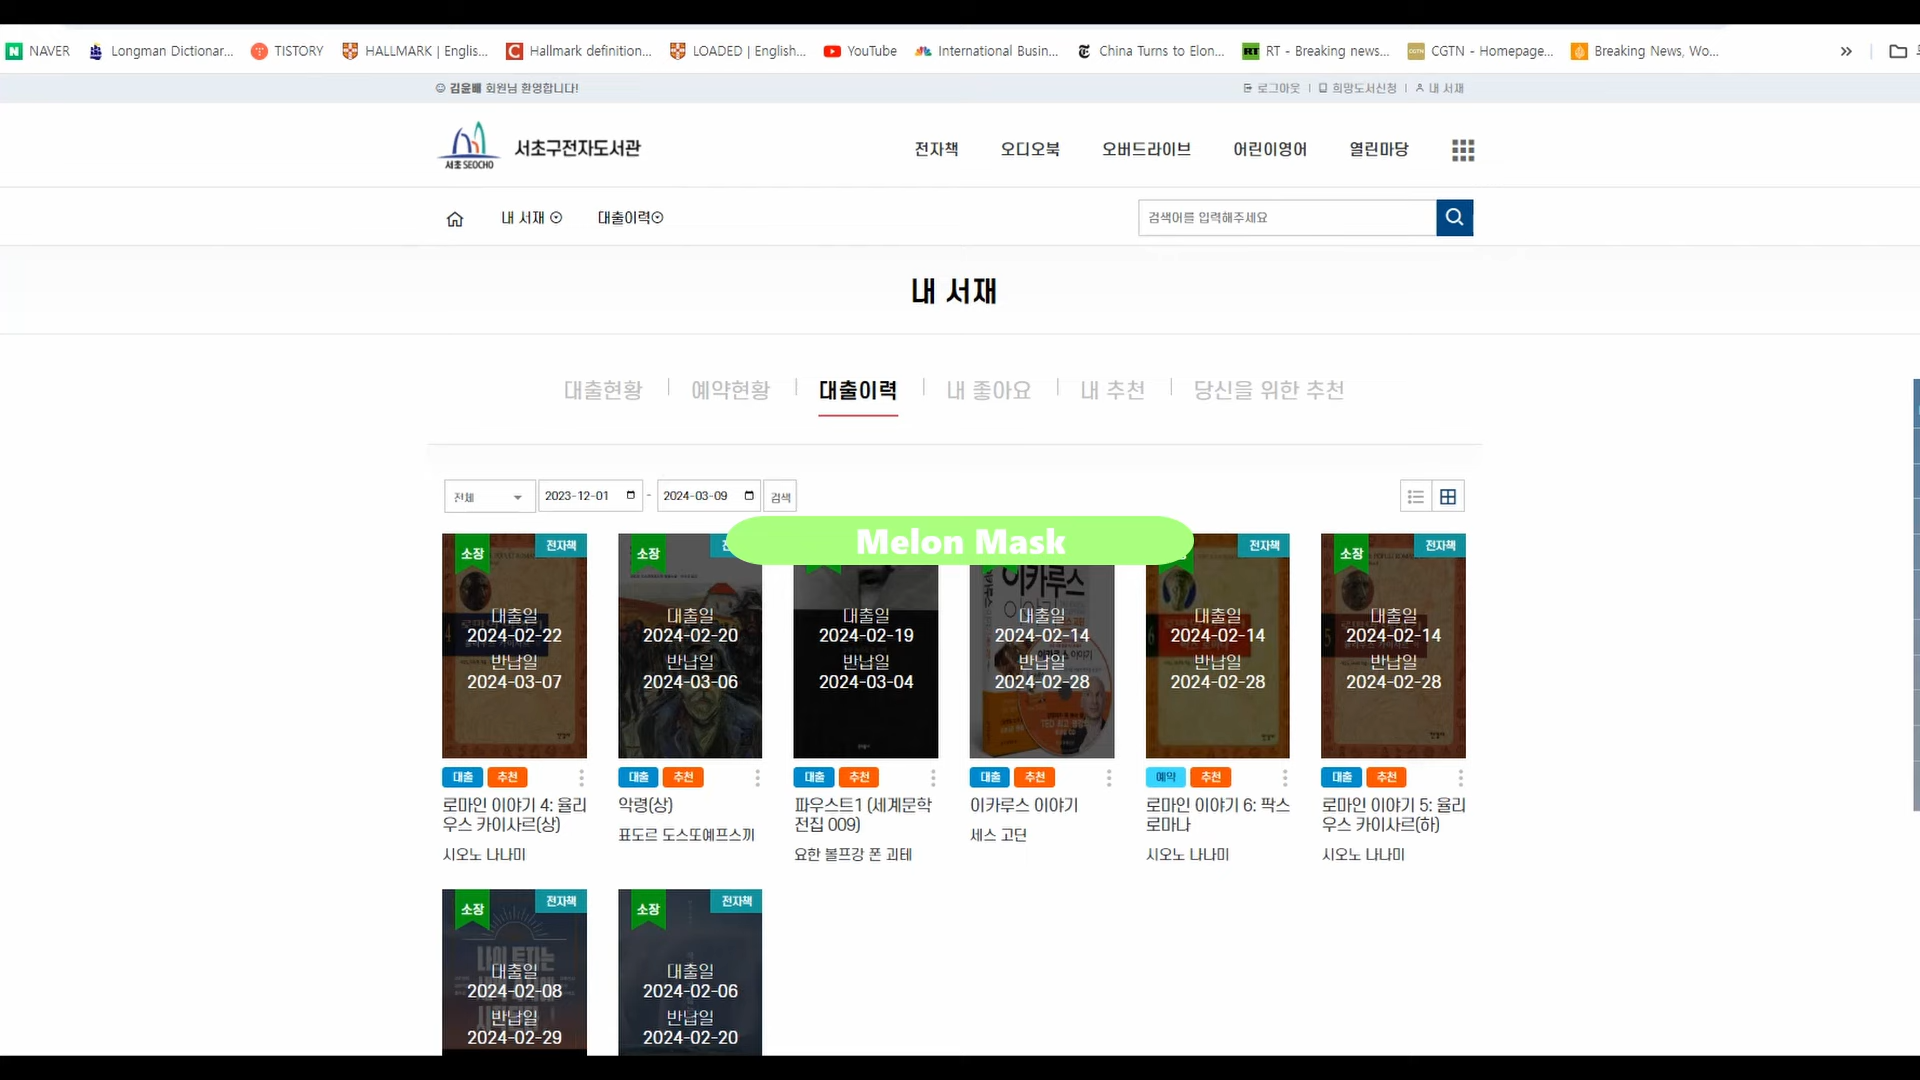 NAVER
Longman Dictionar...
TISTORY
HALLMARK | Englis...
Hallmark definition...
LOADED | English...
YouTube
International Busin...
China Turns to Elon...
RT - Breaking news...
CGTN - Homepage...
Breaking News, Wo...
김윤배 회원님 환영합니다!
로그아웃 | 희망도서신청 | 내 서재
서초 SEOCHO
서초구전자도서관
전자책 오디오북 오버드라이브 어린이영어 열린마당
내 서재
대출이력
검색어를 입력해주세요
내 서재
대출현황 | 예약현황 | 대출이력 | 내 좋아요 | 내 추천 | 당신을 위한 추천
전체 2023-12-01 - 2024-03-09 검색
Melon Mask
소장 전자책
대출일
2024-02-22
반납일
2024-03-07
대출 추천
로마인 이야기 4: 율리
우스 카이사르(상)
시오노 나나미
소장
대출일
2024-02-20
반납일
2024-03-06
대출 추천
악령(상)
표도르 도스또예프스끼
대출일
2024-02-19
반납일
2024-03-04
대출 추천
파우스트1 (세계문학
전집 009)
요한 볼프강 폰 괴테
이카루스
이야기
대출일
2024-02-14
반납일
2024-02-28
대출 추천
이카루스 이야기
세스 고딘
전자책
6
대출일
2024-02-14
반납일
2024-02-28
예약 추천
로마인 이야기 6: 팍스
로마나
시오노 나나미
소장 전자책
5
대출일
2024-02-14
반납일
2024-02-28
대출 추천
로마인 이야기 5: 율리
우스 카이사르(하)
시오노 나나미
소장 전자책
대출일
2024-02-08
반납일
2024-02-29
소장 전자책
대출일
2024-02-06
반납일
2024-02-20